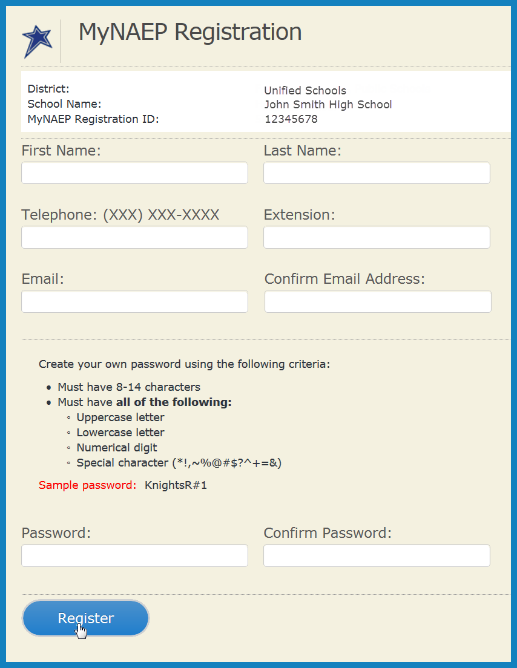 MyNAEP Registration
District: Unified Schools
School Name: John Smith High School
MyNAEP Registration ID: 12345678
First Name: Last Name:
Telephone: (XXX) XXX-XXXX Extension:
Email: Confirm Email Address:
Create your own password using the following criteria:
• Must have 8-14 characters
• Must have all of the following:
◦ Uppercase letter
◦ Lowercase letter
◦ Numerical digit
◦ Special character (*!,~%@#$?^+=&)
Sample password: KnightsR#1
Password: Confirm Password:
Register